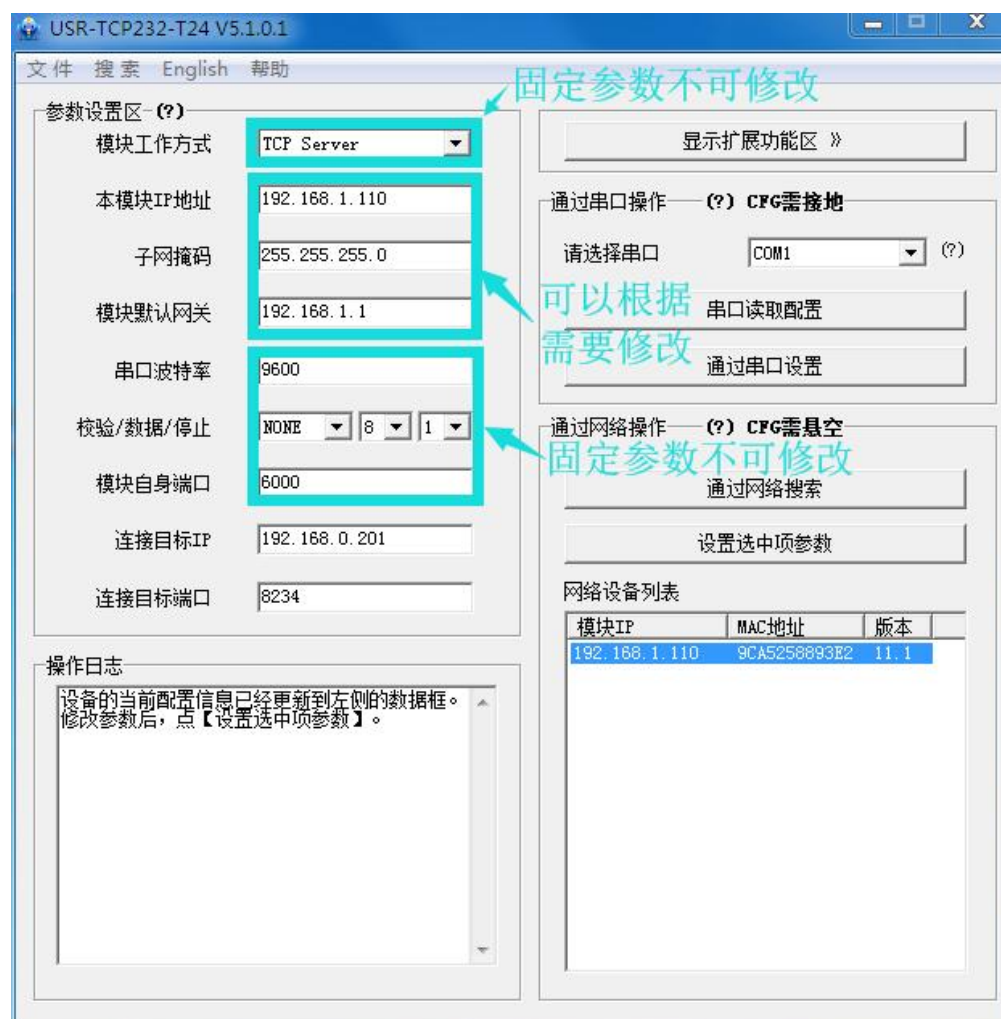 USR-TCP232-T24 V5.1.0.1
文件 搜索 English 帮助
固定参数不可修改
参数设置区-(?)
模块工作方式 TCP Server
本模块IP地址 192.168.1.110
子网掩码 255.255.255.0
模块默认网关 192.168.1.1
串口波特率 9600
校验/数据/停止 NONE 8 1
模块自身端口 6000
连接目标IP 192.168.0.201
连接目标端口 8234
可以根据
需要修改
固定参数不可修改
操作日志
设备的当前配置信息已经更新到左侧的数据框。
修改参数后，点【设置选中项参数】。
显示扩展功能区 》
通过串口操作 (?) CFG需接地
请选择串口 COM1 (?)
串口读取配置
通过串口设置
通过网络操作 (?) CFG需悬空
通过网络搜索
设置选中项参数
网络设备列表
模块IP MAC地址 版本
192.168.1.110 9CA5258893E2 11.1